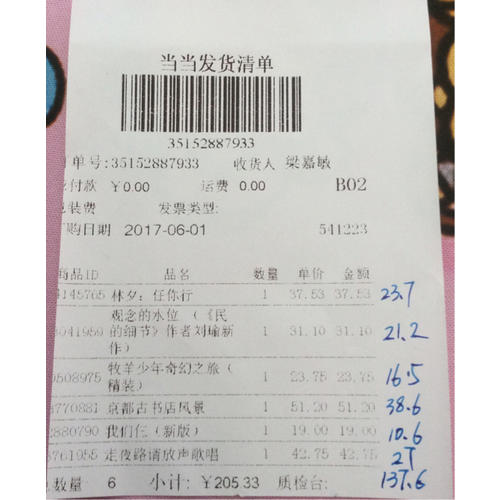 当当发货清单
35152887933
单号:35152887933 收货人 梁嘉敏
付款 ￥0.00 运费 0.00 B02
包装费 发票类型:
订购日期 2017-06-01 541223
商品ID 品名 数量 单价 金额
4145765 林夕：任你行 1 37.53 37.53 23.7
观念的水位 （《民
8041959 的细节》作者刘瑜新 1 31.10 31.10 21.2
作）
牧羊少年奇幻之旅（
0508975 精装） 1 23.75 23.75 16.5
770881 京都古书店风景 1 51.20 51.20 38.6
2880790 我们仨（新版） 1 19.00 19.00 10.6
3761955 走夜路请放声歌唱 1 42.75 42.75 27
总数量 6 小计: ￥205.33 质检台: 137.6